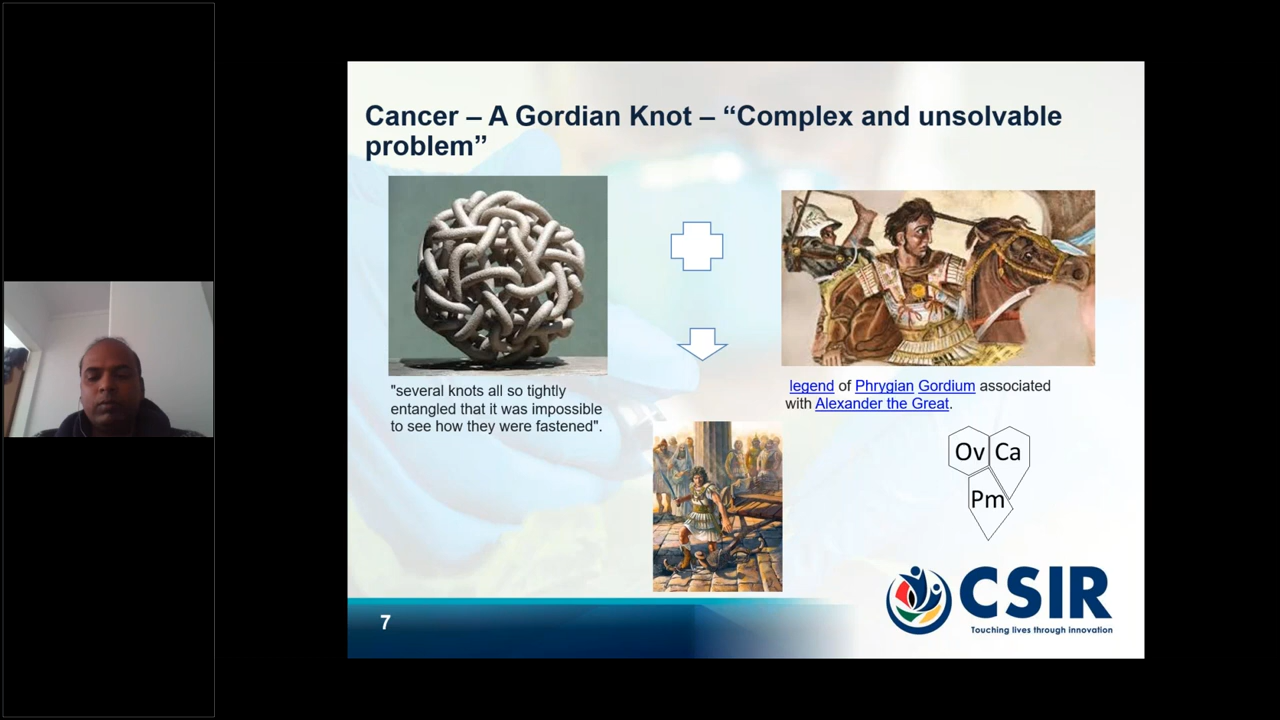 Cancer – A Gordian Knot – “Complex and unsolvable
problem”
"several knots all so tightly
entangled that it was impossible
to see how they were fastened".
legend of Phrygian Gordium associated
with Alexander the Great.
Ov Ca
Pm
CSIR
Touching lives through innovation
7